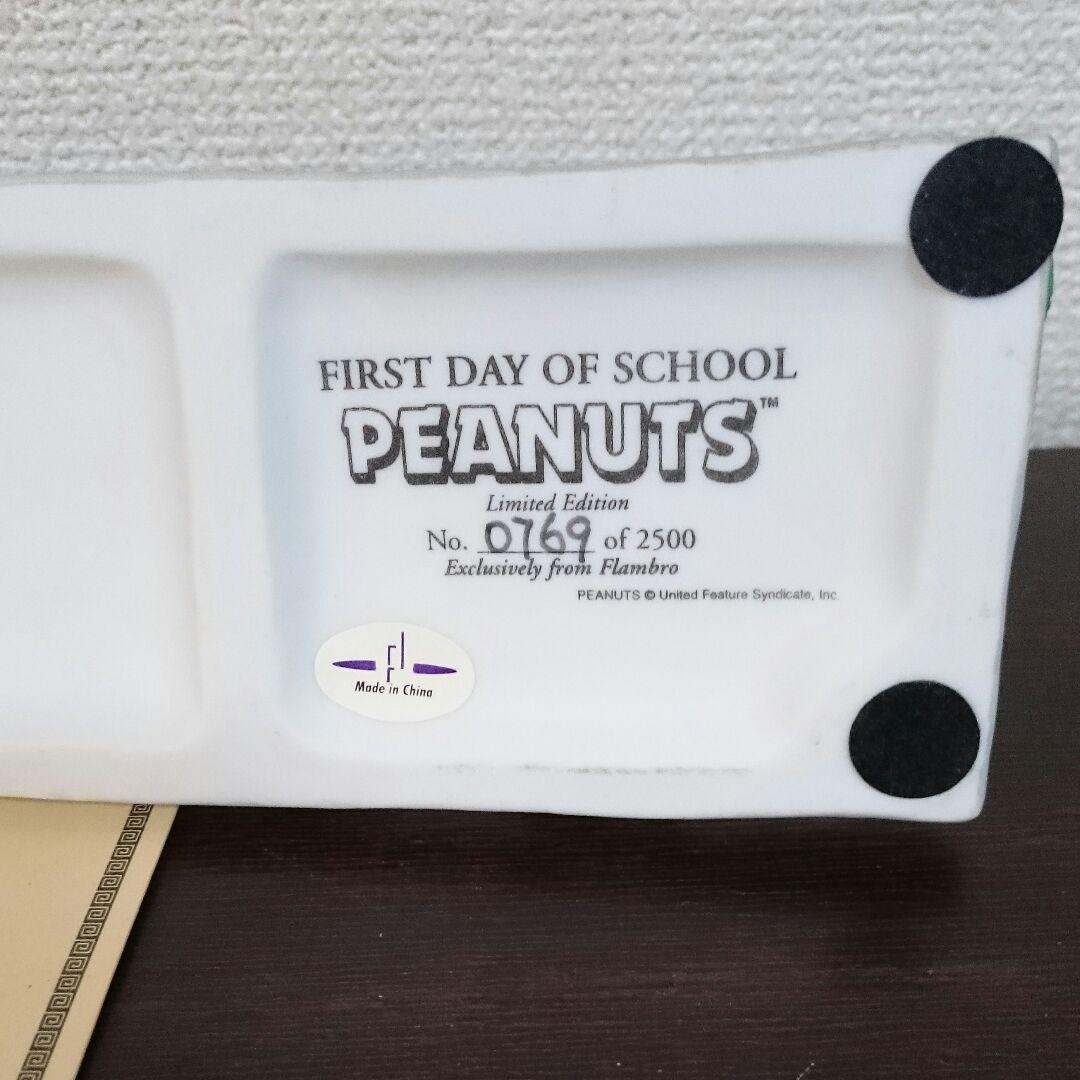 FIRST DAY OF SCHOOL
PEANUTS™
Limited Edition
No. 0769 of 2500
Exclusively from Flambro
PEANUTS © United Feature Syndicate, Inc.
Made in China